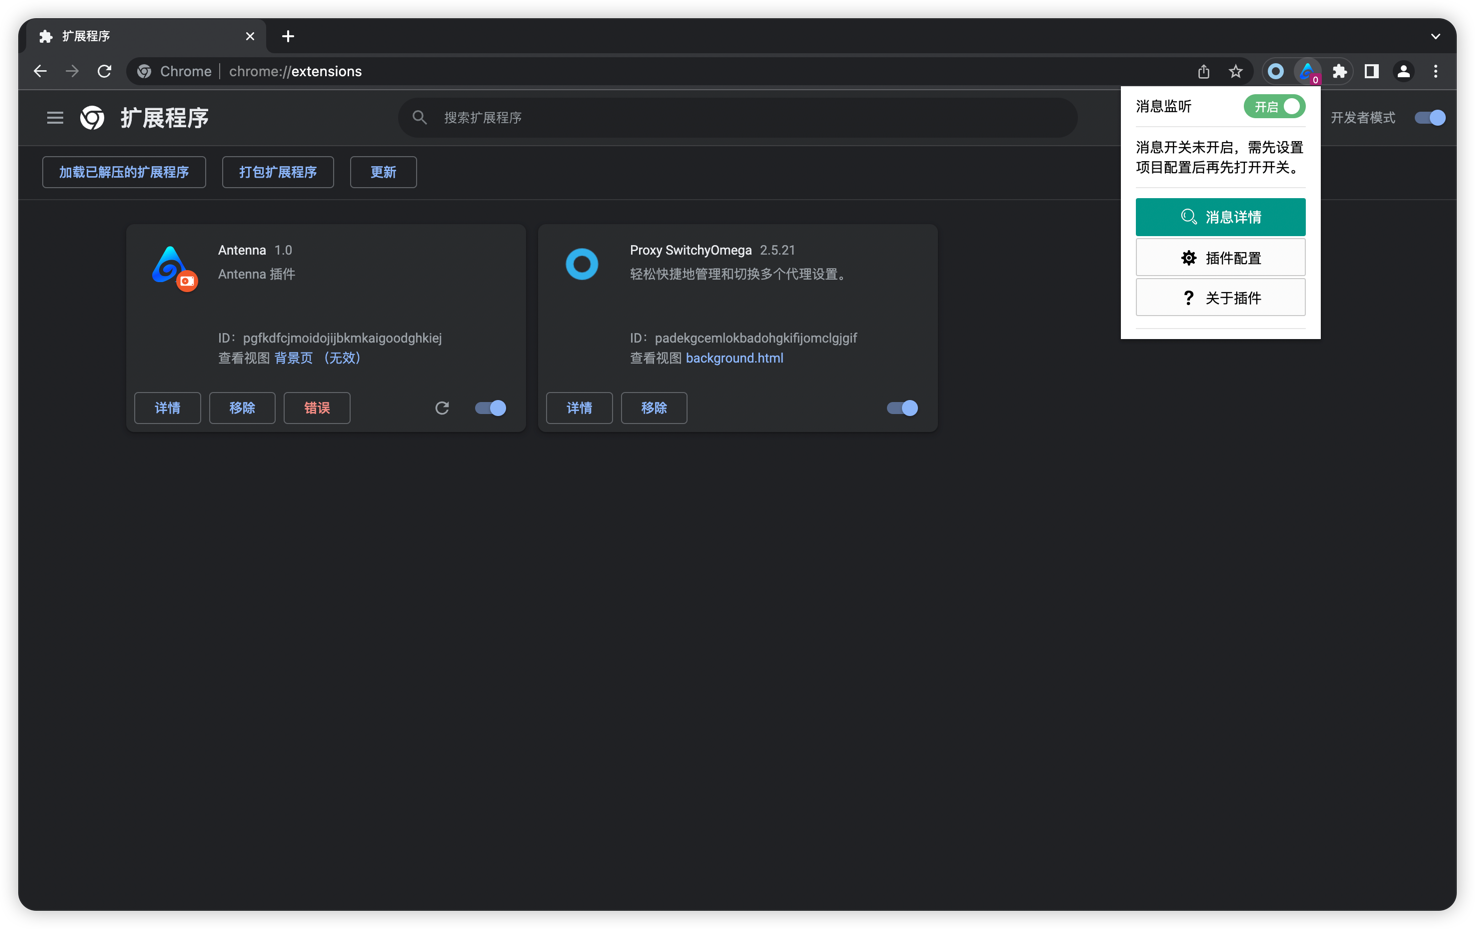 扩展程序
Chrome
chrome://extensions
0
扩展程序
搜索扩展程序
开发者模式
加载已解压的扩展程序
打包扩展程序
更新
消息监听
开启
消息开关未开启，需先设置
项目配置后再先打开开关。
消息详情
插件配置
? 关于插件
Antenna 1.0
Antenna 插件
ID：pgfkdfcjmoidojijbkmkaigoodghkiej
查看视图 背景页 （无效）
详情
移除
错误
Proxy SwitchyOmega 2.5.21
轻松快捷地管理和切换多个代理设置。
ID：padekgcemlokbadohgkifijomclgjgif
查看视图 background.html
详情
移除